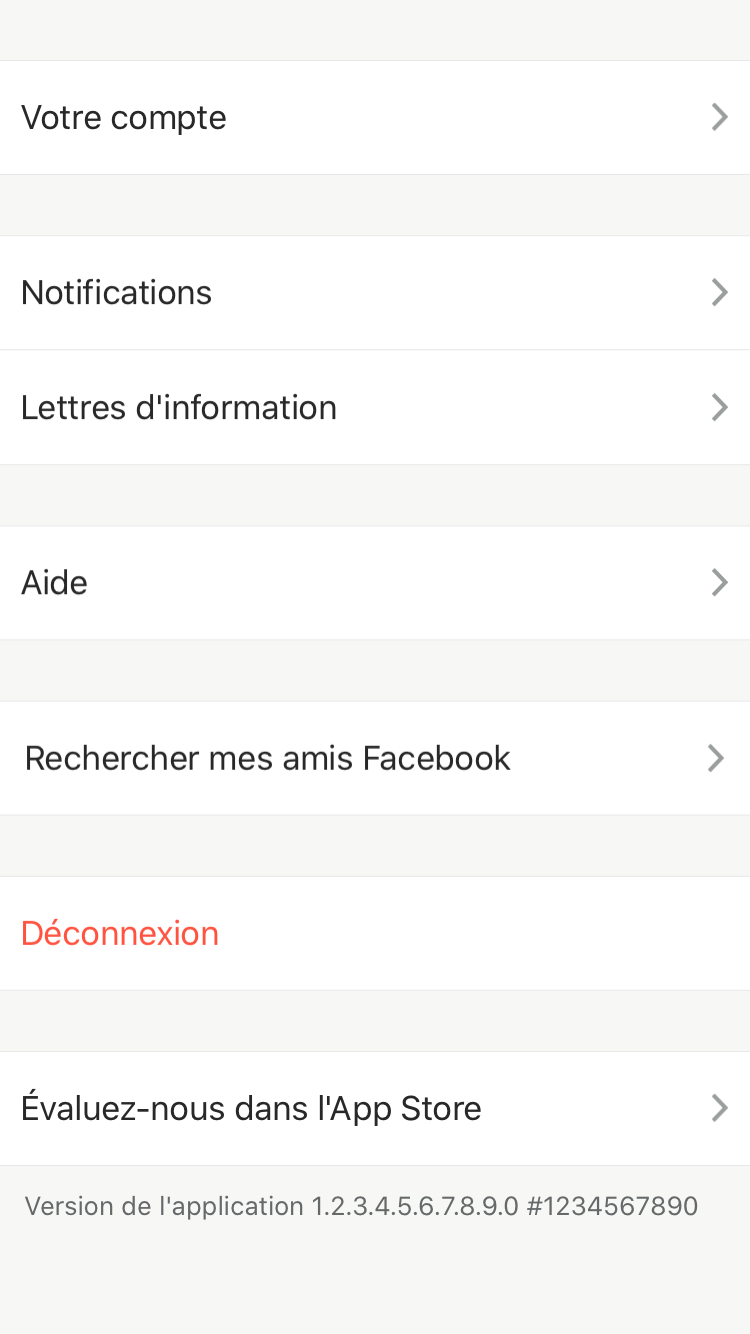 Votre compte
Notifications
Lettres d'information
Aide
Rechercher mes amis Facebook
Déconnexion
Évaluez-nous dans l'App Store
Version de l'application 1.2.3.4.5.6.7.8.9.0 #1234567890